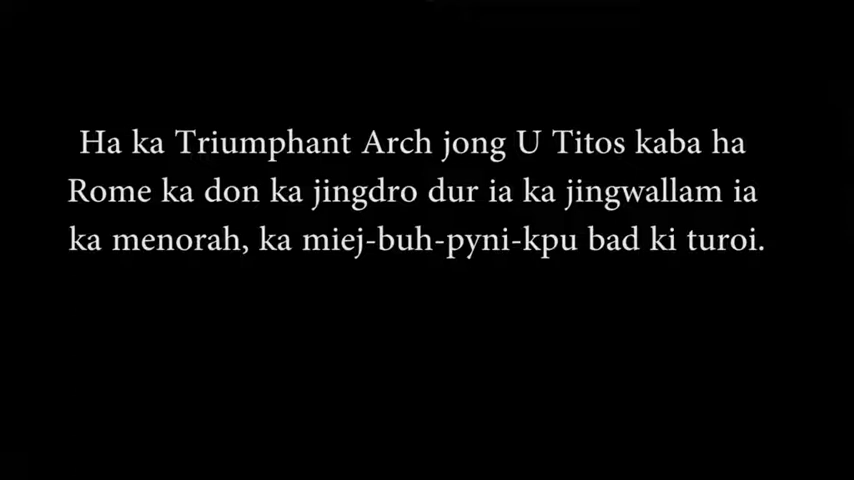 Ha ka Triumphant Arch jong U Titos kaba ha
Rome ka don ka jingdro dur ia ka jingwallam ia
ka menorah, ka miej-buh-pyni-kpu bad ki turoi.